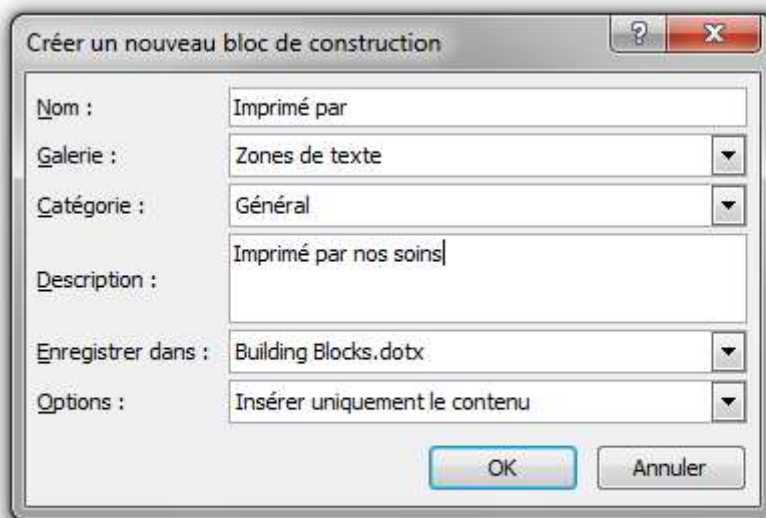 Créer un nouveau bloc de construction
?
Nom : Imprimé par
Galerie : Zones de texte
Catégorie : Général
Description : Imprimé par nos soins
Enregistrer dans : Building Blocks.dotx
Options : Insérer uniquement le contenu
OK Annuler